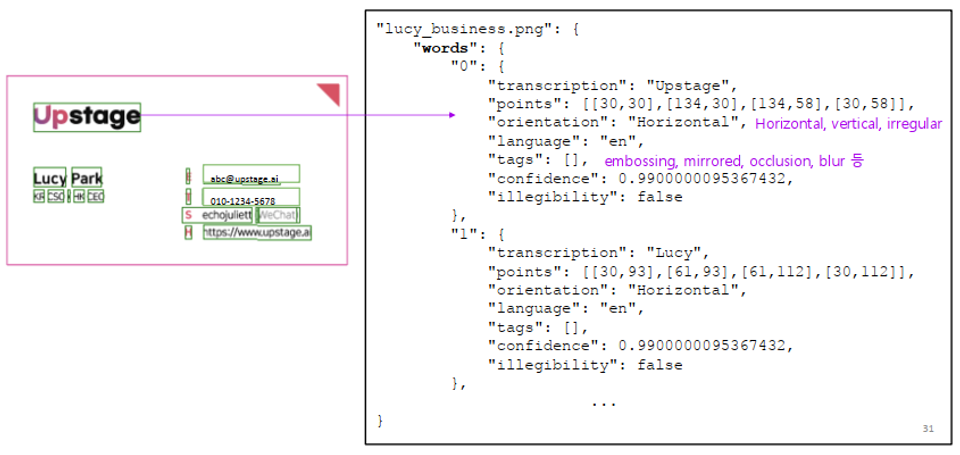 Upstage
Lucy Park
KR CSO & HK CEO
E abc@upstage.ai,
T 010-1234-5678
S echojuliett (WeChat)
H https://www.upstage.ai
"lucy_business.png": {
"words": {
"0": {
"transcription": "Upstage",
"points": [[30,30],[134,30],[134,58],[30,58]],
"orientation": "Horizontal", Horizontal, vertical, irregular
"language": "en",
"tags": [], embossing, mirrored, occlusion, blur 등
"confidence": 0.9900000095367432,
"illegibility": false
},
"1": {
"transcription": "Lucy",
"points": [[30,93],[61,93],[61,112],[30,112]],
"orientation": "Horizontal",
"language": "en",
"tags": [],
"confidence": 0.9900000095367432,
"illegibility": false
},
...
}
31